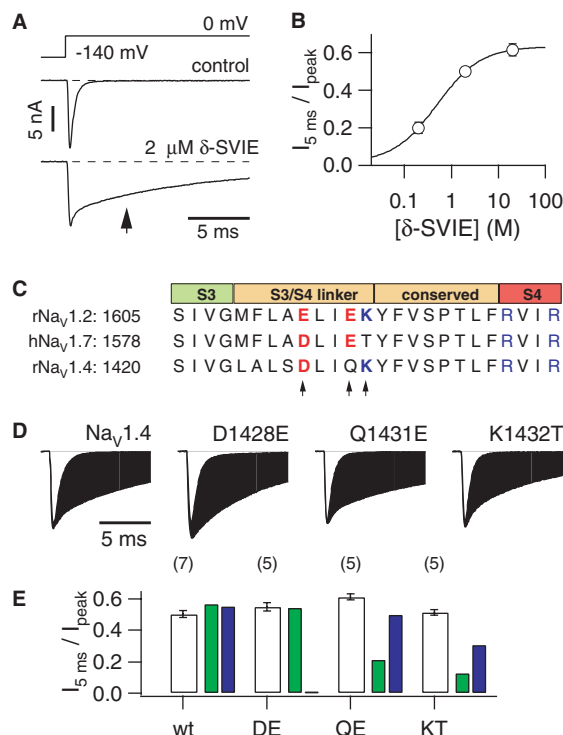 A
0 mV
-140 mV
control
5 nA
2 μM δ-SVIE
5 ms
B
I5 ms / Ipeak
0.6
0.4
0.2
0.0
0.1 1 10 100
[δ-SVIE] (M)
C
S3 S3/S4 linker conserved S4
rNaV1.2: 1605 S I V G M F L A E L I E K Y F V S P T L F R V I R
hNaV1.7: 1578 S I V G M F L A D L I E T Y F V S P T L F R V I R
rNaV1.4: 1420 S I V G L A L S D L I Q K Y F V S P T L F R V I R
D
NaV1.4 D1428E Q1431E K1432T
5 ms
(7) (5) (5) (5)
E
I5 ms / Ipeak
0.6
0.4
0.2
0.0
wt DE QE KT